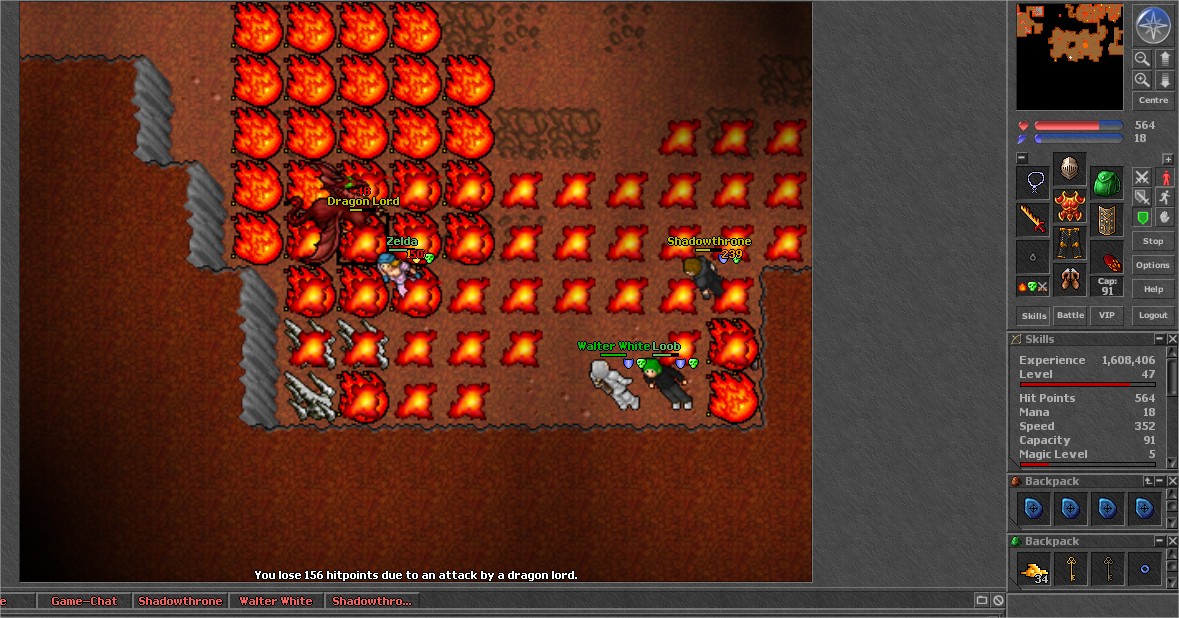 46
Dragon Lord
Zelda
156
Shadowthrone
239
Walter White
Loob
You lose 156 hitpoints due to an attack by a dragon lord.
e
Game-Chat
Shadowthrone
Walter White
Shadowthro...
Centre
564
18
Cap:
91
Stop
Options
Help
Skills
Battle
VIP
Logout
Skills
Experience 1,608,406
Level 47
Hit Points 564
Mana 18
Speed 352
Capacity 91
Magic Level 5
Backpack
Backpack
34